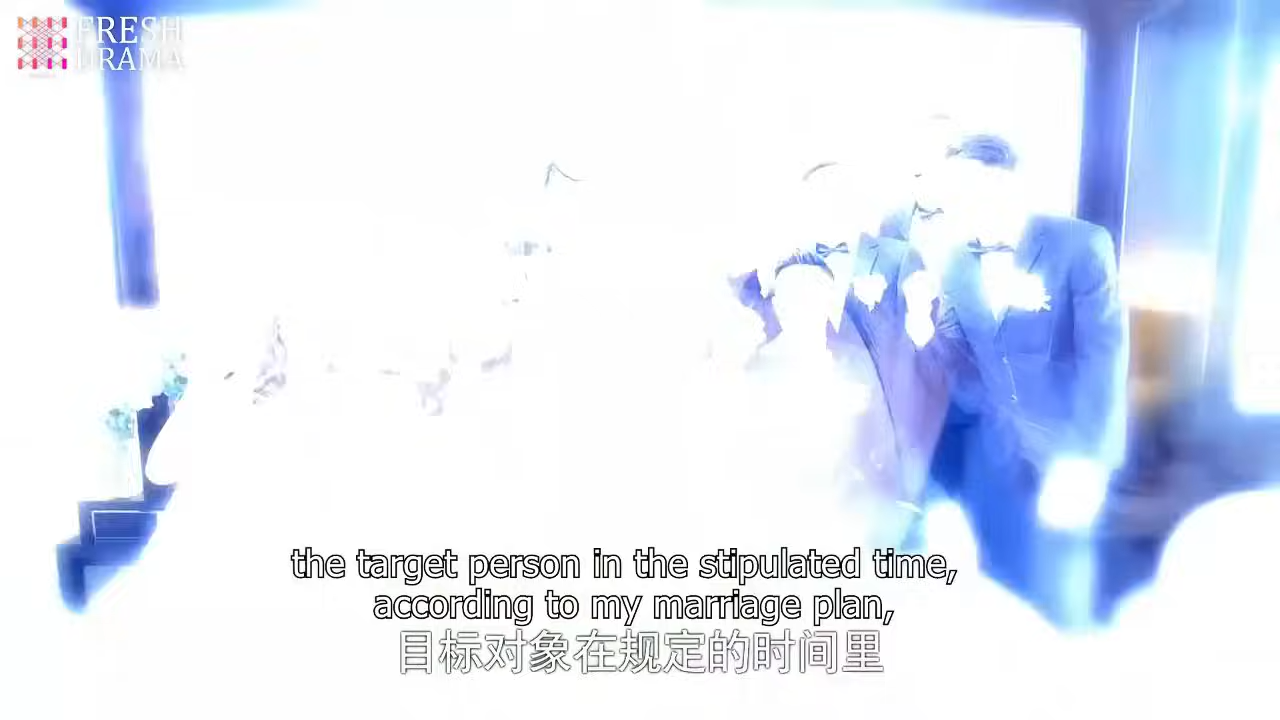 FRESH
DRAMA
the target person in the stipulated time,
according to my marriage plan,
目标对象在规定的时间里